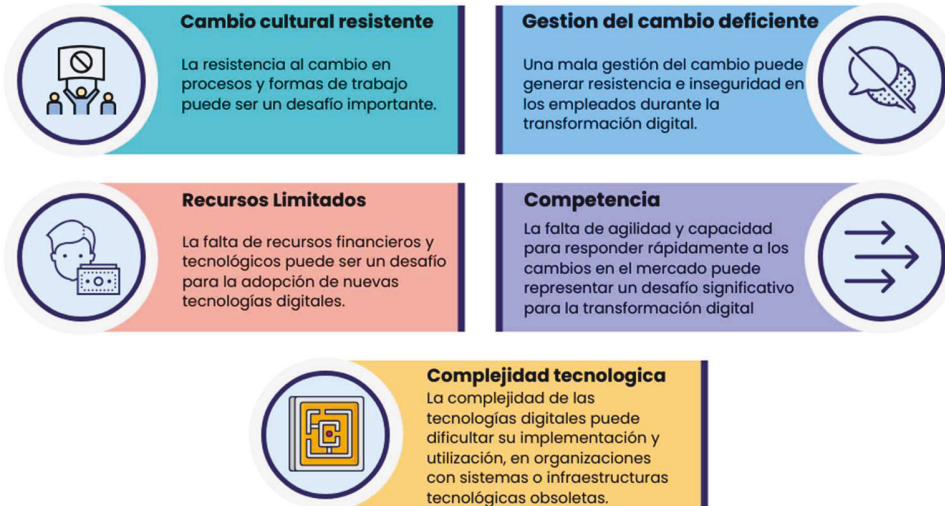 Cambio cultural resistente
La resistencia al cambio en
procesos y formas de trabajo
puede ser un desafío importante.
Gestion del cambio deficiente
Una mala gestión del cambio puede
generar resistencia e inseguridad en
los empleados durante la
transformación digital.
Recursos Limitados
La falta de recursos financieros y
tecnológicos puede ser un desafío
para la adopción de nuevas
tecnologías digitales.
Competencia
La falta de agilidad y capacidad
para responder rápidamente a los
cambios en el mercado puede
representar un desafío significativo
para la transformación digital
Complejidad tecnologica
La complejidad de las
tecnologías digitales puede
dificultar su implementación y
utilización, en organizaciones
con sistemas o infraestructuras
tecnológicas obsoletas.